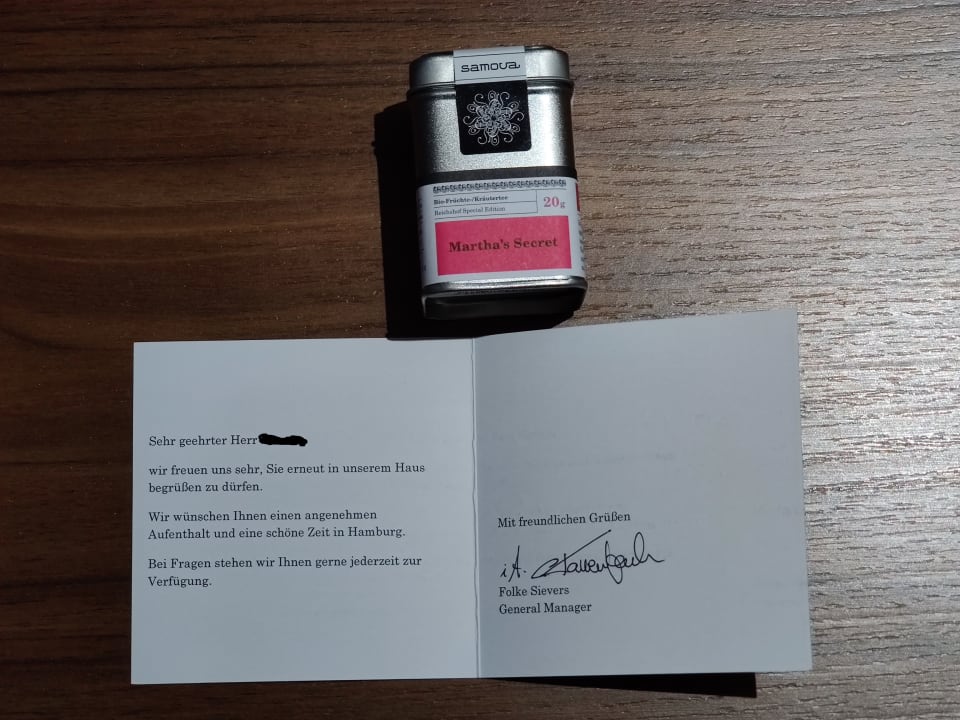 samova
Bio-Früchte-/Kräutertee
Reichshof Special Edition
20g
Martha's Secret
Sehr geehrter Herr
wir freuen uns sehr, Sie erneut in unserem Haus
begrüßen zu dürfen.
Wir wünschen Ihnen einen angenehmen
Aufenthalt und eine schöne Zeit in Hamburg.
Bei Fragen stehen wir Ihnen gerne jederzeit zur
Verfügung.
Mit freundlichen Grüßen
i.A.
Folke Sievers
General Manager